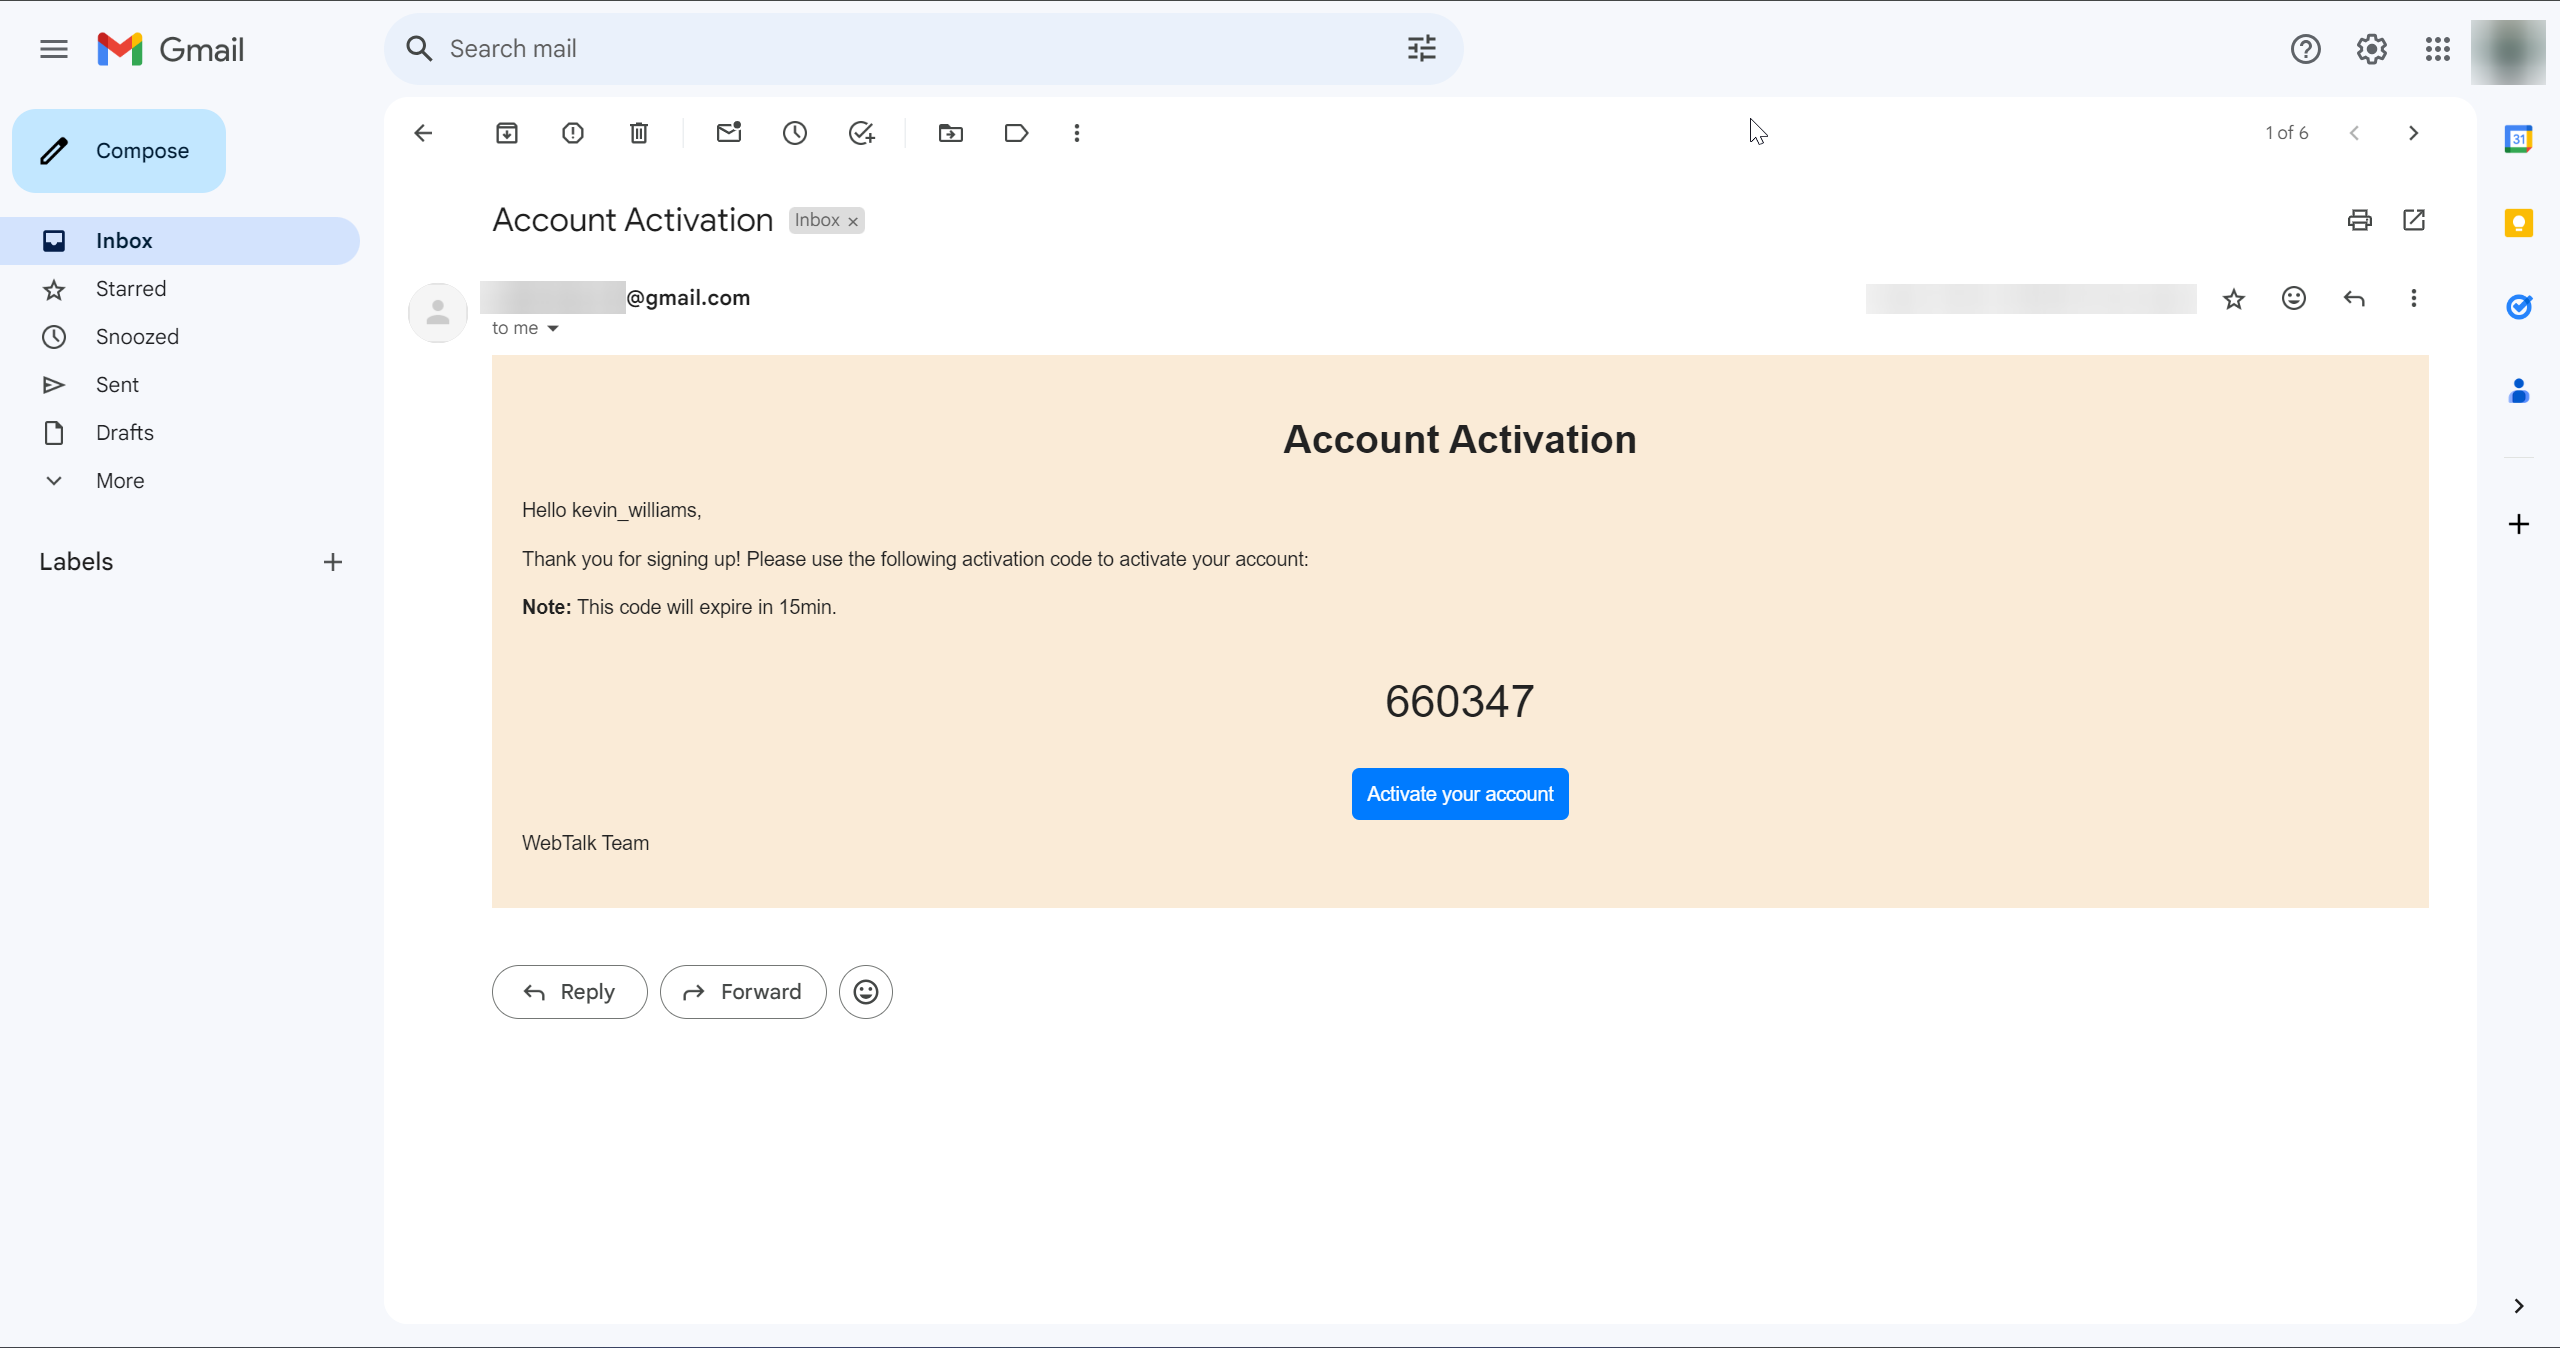 Gmail
Search mail
Compose
1 of 6
31
Inbox
Starred
Snoozed
Sent
Drafts
More
Labels
Account Activation Inbox ×
@gmail.com
to me
Account Activation
Hello kevin_williams,
Thank you for signing up! Please use the following activation code to activate your account:
Note: This code will expire in 15min.
660347
Activate your account
WebTalk Team
Reply
Forward